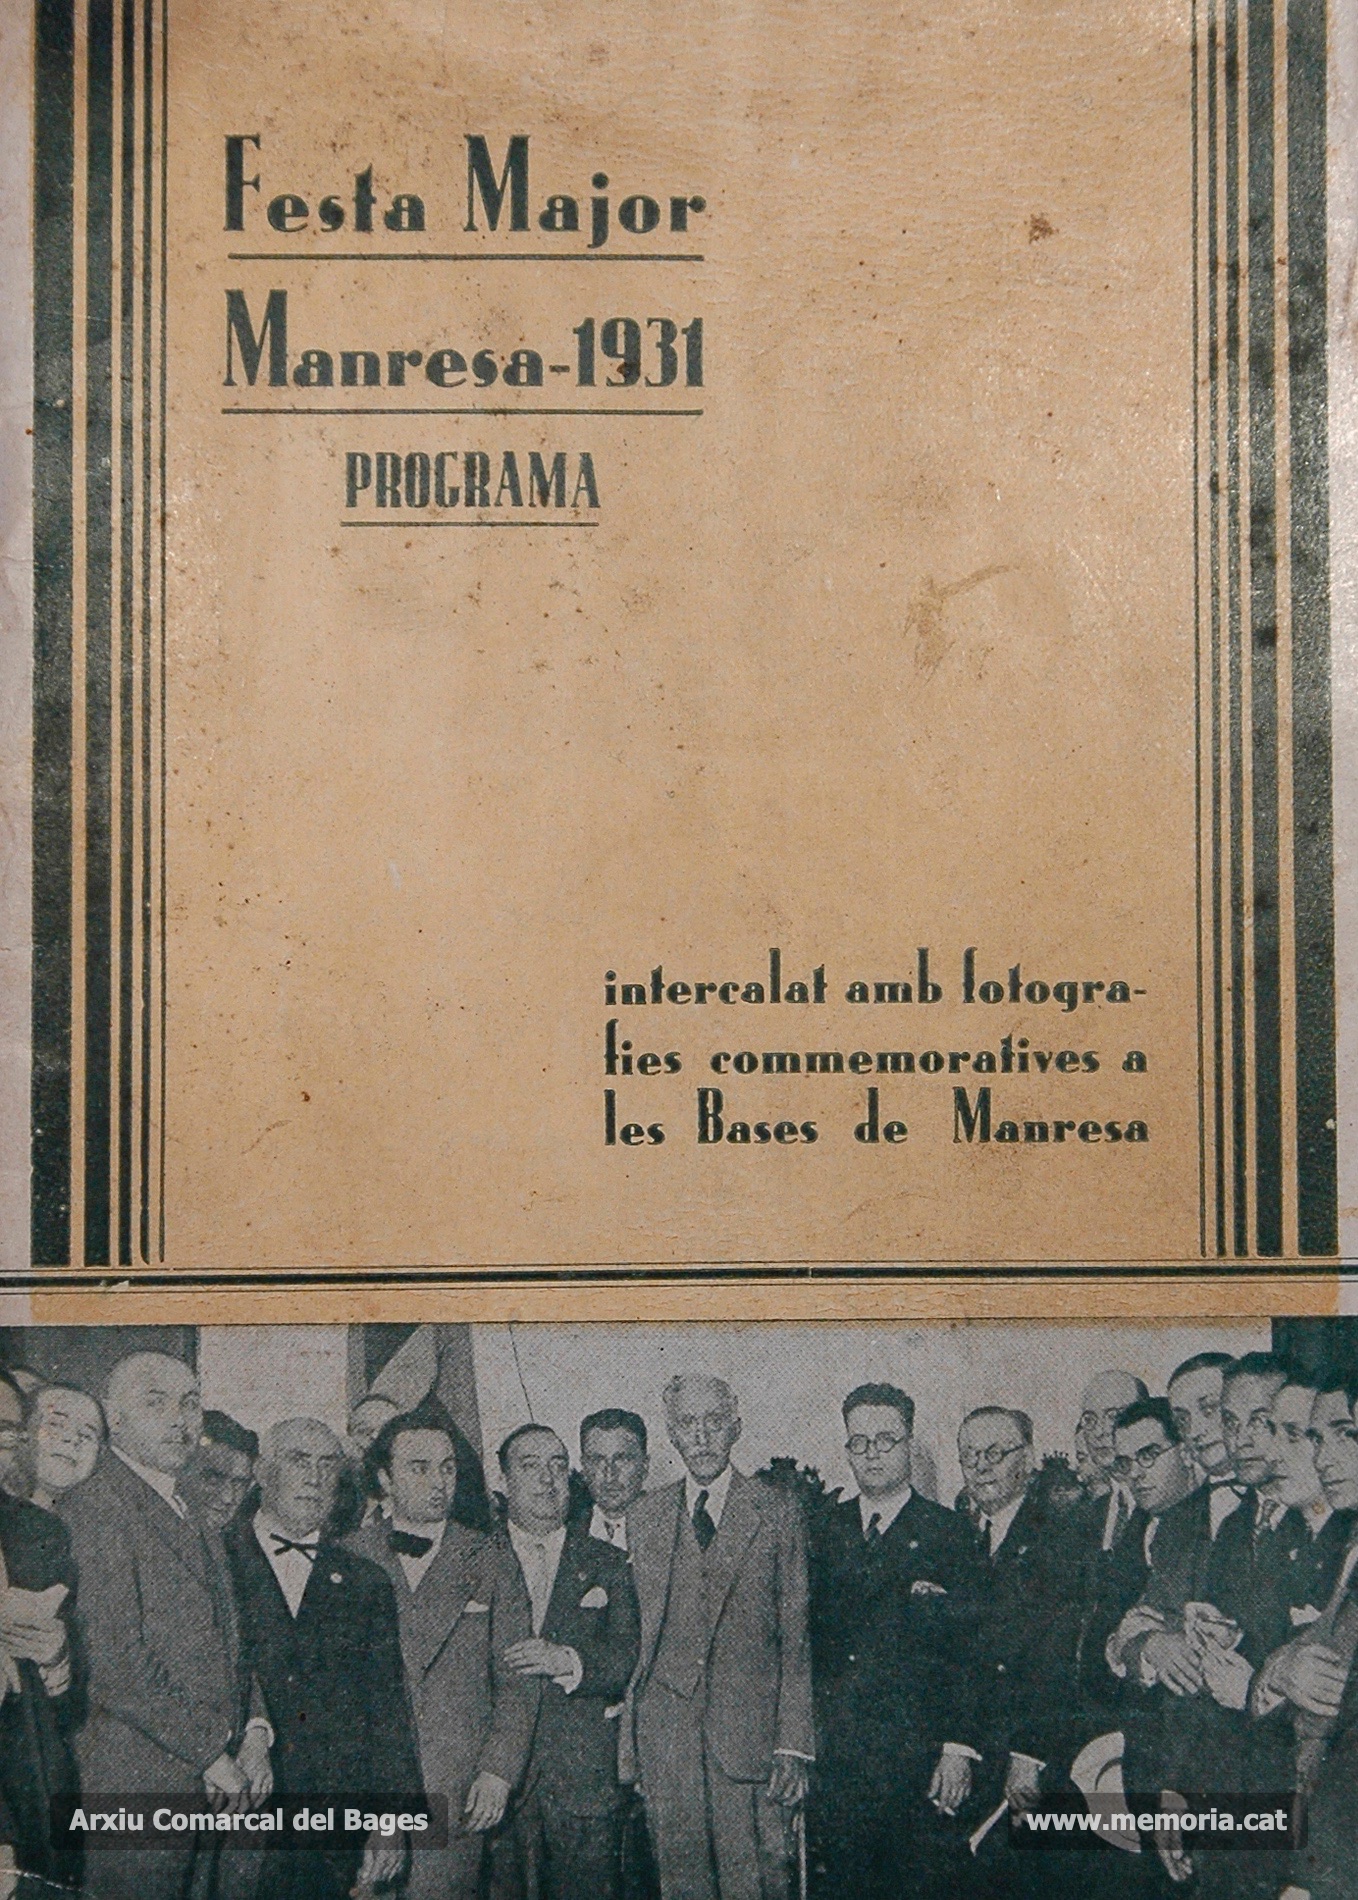 Festa Major
Manresa-1931
PROGRAMA
intercalat amb fotogra-
fies commemoratives a
les Bases de Manresa
Arxiu Comarcal del Bages
www.memoria.cat